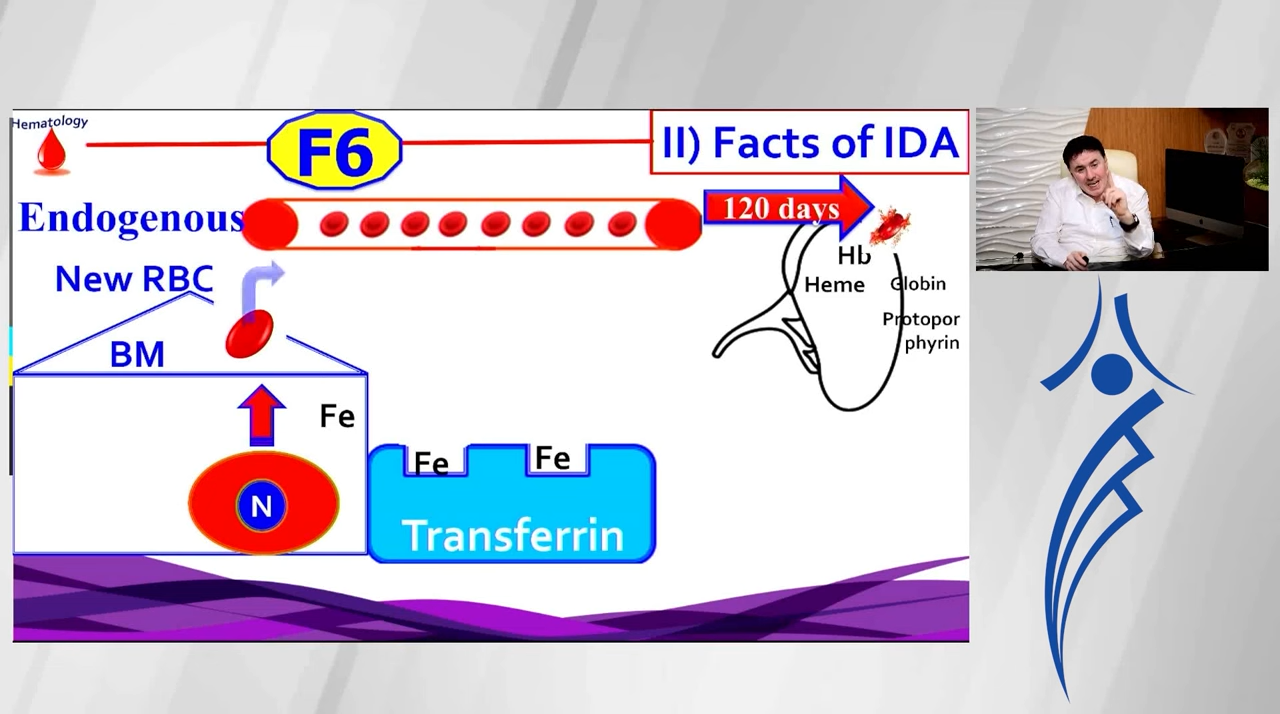 Hematology
F6
II) Facts of IDA
Endogenous
120 days
New RBC
Hb
Heme
Globin
Protopor
phyrin
BM
Fe
Fe
Fe
N
Transferrin